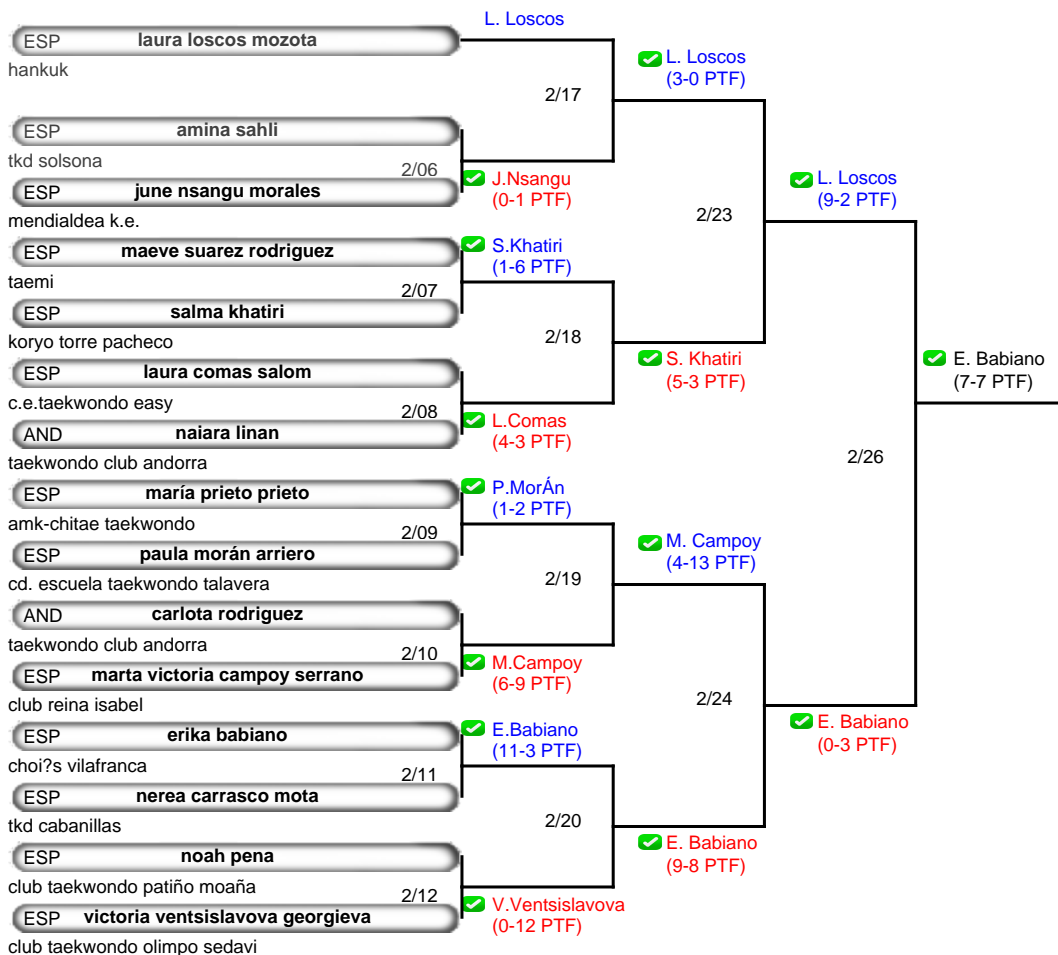 L. Loscos
ESP laura loscos mozota
hankuk
L. Loscos
(3-0 PTF)
2/17
ESP amina sahli
tkd solsona
2/06
ESP june nsangu morales
mendialdea k.e.
J.Nsangu
(0-1 PTF)
L. Loscos
(9-2 PTF)
2/23
ESP maeve suarez rodriguez
taemi
S.Khatiri
(1-6 PTF)
2/07
ESP salma khatiri
koryo torre pacheco
2/18
S. Khatiri
(5-3 PTF)
ESP laura comas salom
c.e.taekwondo easy
2/08
AND naiara linan
taekwondo club andorra
L.Comas
(4-3 PTF)
E. Babiano
(7-7 PTF)
2/26
ESP maría prieto prieto
amk-chitae taekwondo
P.MorÁn
(1-2 PTF)
2/09
ESP paula morán arriero
cd. escuela taekwondo talavera
2/19
M. Campoy
(4-13 PTF)
AND carlota rodriguez
taekwondo club andorra
2/10
ESP marta victoria campoy serrano
club reina isabel
M.Campoy
(6-9 PTF)
2/24
E. Babiano
(0-3 PTF)
ESP erika babiano
choi?s vilafranca
E.Babiano
(11-3 PTF)
2/11
ESP nerea carrasco mota
tkd cabanillas
2/20
E. Babiano
(9-8 PTF)
ESP noah pena
club taekwondo patiño moaña
2/12
ESP victoria ventsislavova georgieva
club taekwondo olimpo sedavi
V.Ventsislavova
(0-12 PTF)